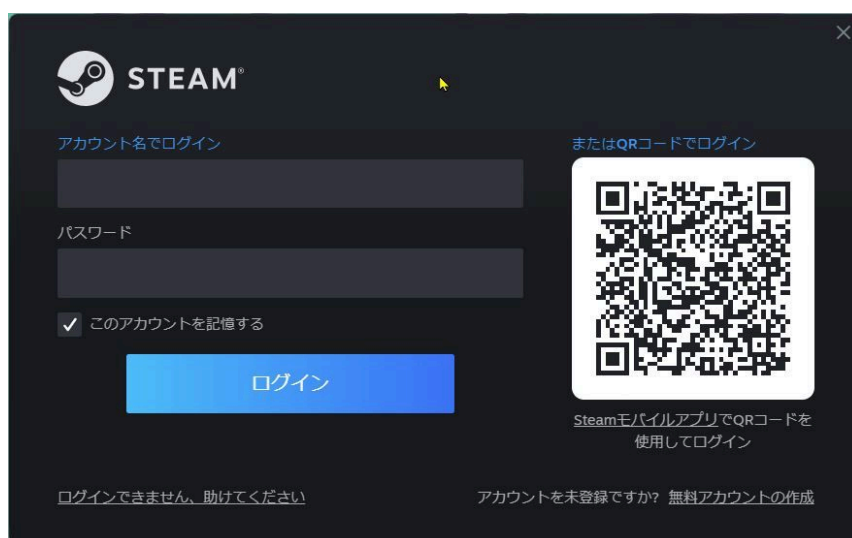 STEAM®
アカウント名でログイン
またはQRコードでログイン
パスワード
このアカウントを記憶する
ログイン
Steamモバイルアプリ でQRコードを
使用してログイン
ログインできません、助けてください
アカウントを未登録ですか? 無料アカウントの作成